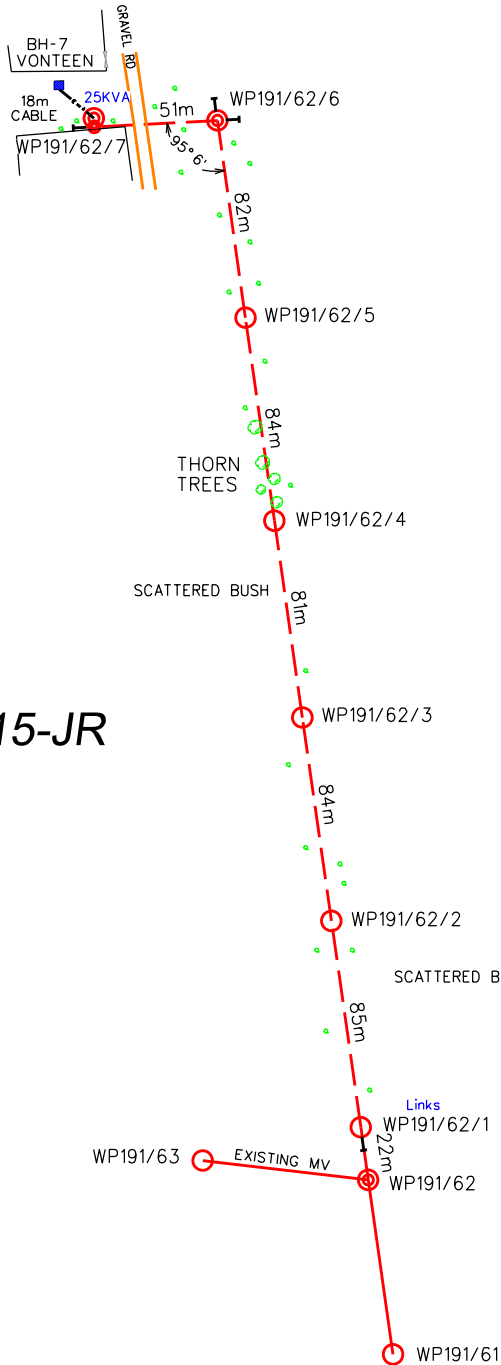 GRAVEL RD
BH-7
VONTEEN
18m
CABLE
25KVA
51m
WP191/62/6
WP191/62/7
95°6'
82m
WP191/62/5
84m
THORN
TREES
WP191/62/4
SCATTERED BUSH
81m
15-JR
WP191/62/3
84m
WP191/62/2
SCATTERED B
85m
Links
WP191/62/1
22m
WP191/63
EXISTING MV
WP191/62
WP191/61